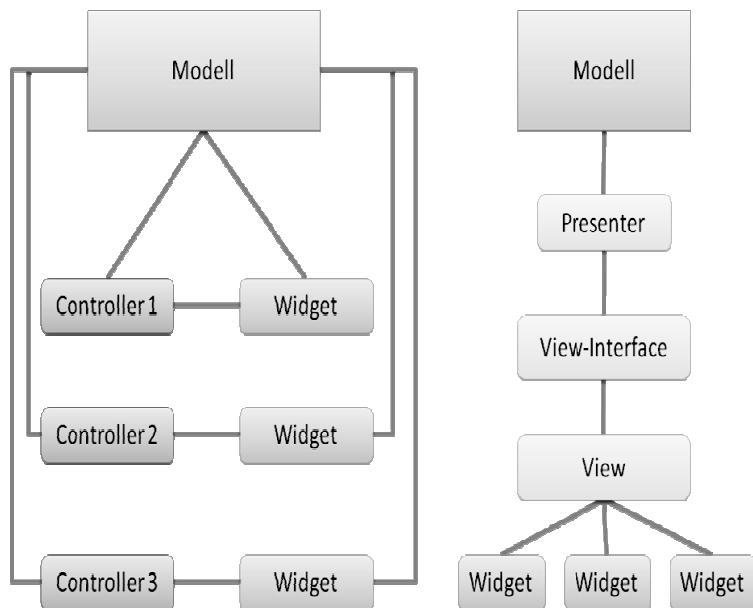 Modell
Controller 1
Widget
Controller 2
Widget
Controller 3
Widget
Modell
Presenter
View-Interface
View
Widget
Widget
Widget